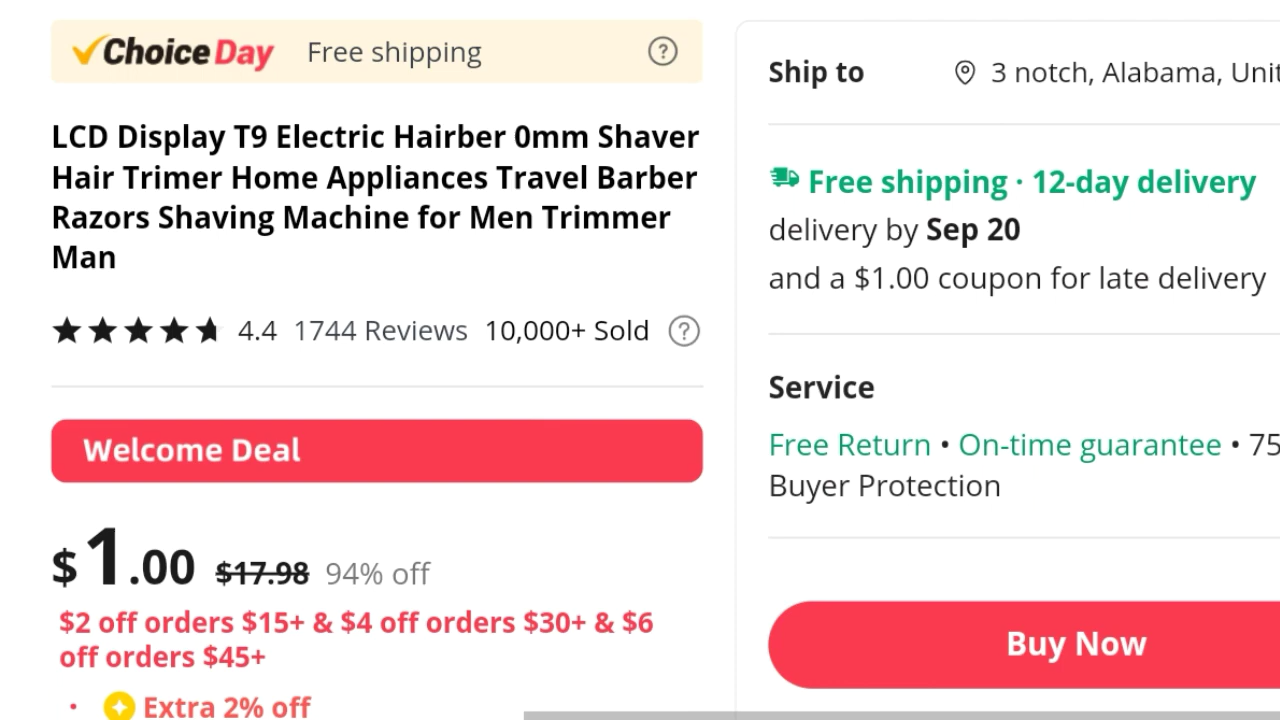 Choice Day Free shipping
LCD Display T9 Electric Hairber 0mm Shaver
Hair Trimer Home Appliances Travel Barber
Razors Shaving Machine for Men Trimmer
Man
4.4 1744 Reviews 10,000+ Sold
Welcome Deal
$1.00 $17.98 94% off
$2 off orders $15+ & $4 off orders $30+ & $6
off orders $45+
Extra 2% off
Ship to 3 notch, Alabama, Unit
Free shipping · 12-day delivery
delivery by Sep 20
and a $1.00 coupon for late delivery
Service
Free Return • On-time guarantee • 75
Buyer Protection
Buy Now